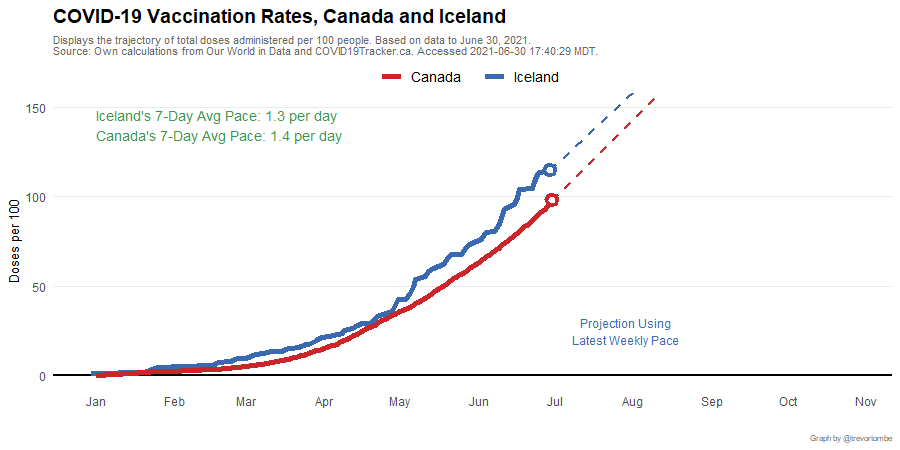 COVID-19 Vaccination Rates, Canada and Iceland
Displays the trajectory of total doses administered per 100 people. Based on data to June 30, 2021.
Source: Own calculations from Our World in Data and COVID19Tracker.ca. Accessed 2021-06-30 17:40:29 MDT.
Canada Iceland
Iceland's 7-Day Avg Pace: 1.3 per day
Canada's 7-Day Avg Pace: 1.4 per day
Doses per 100
150
100
50
0
Projection Using
Latest Weekly Pace
Jan Feb Mar Apr May Jun Jul Aug Sep Oct Nov
Graph by @trevortombe